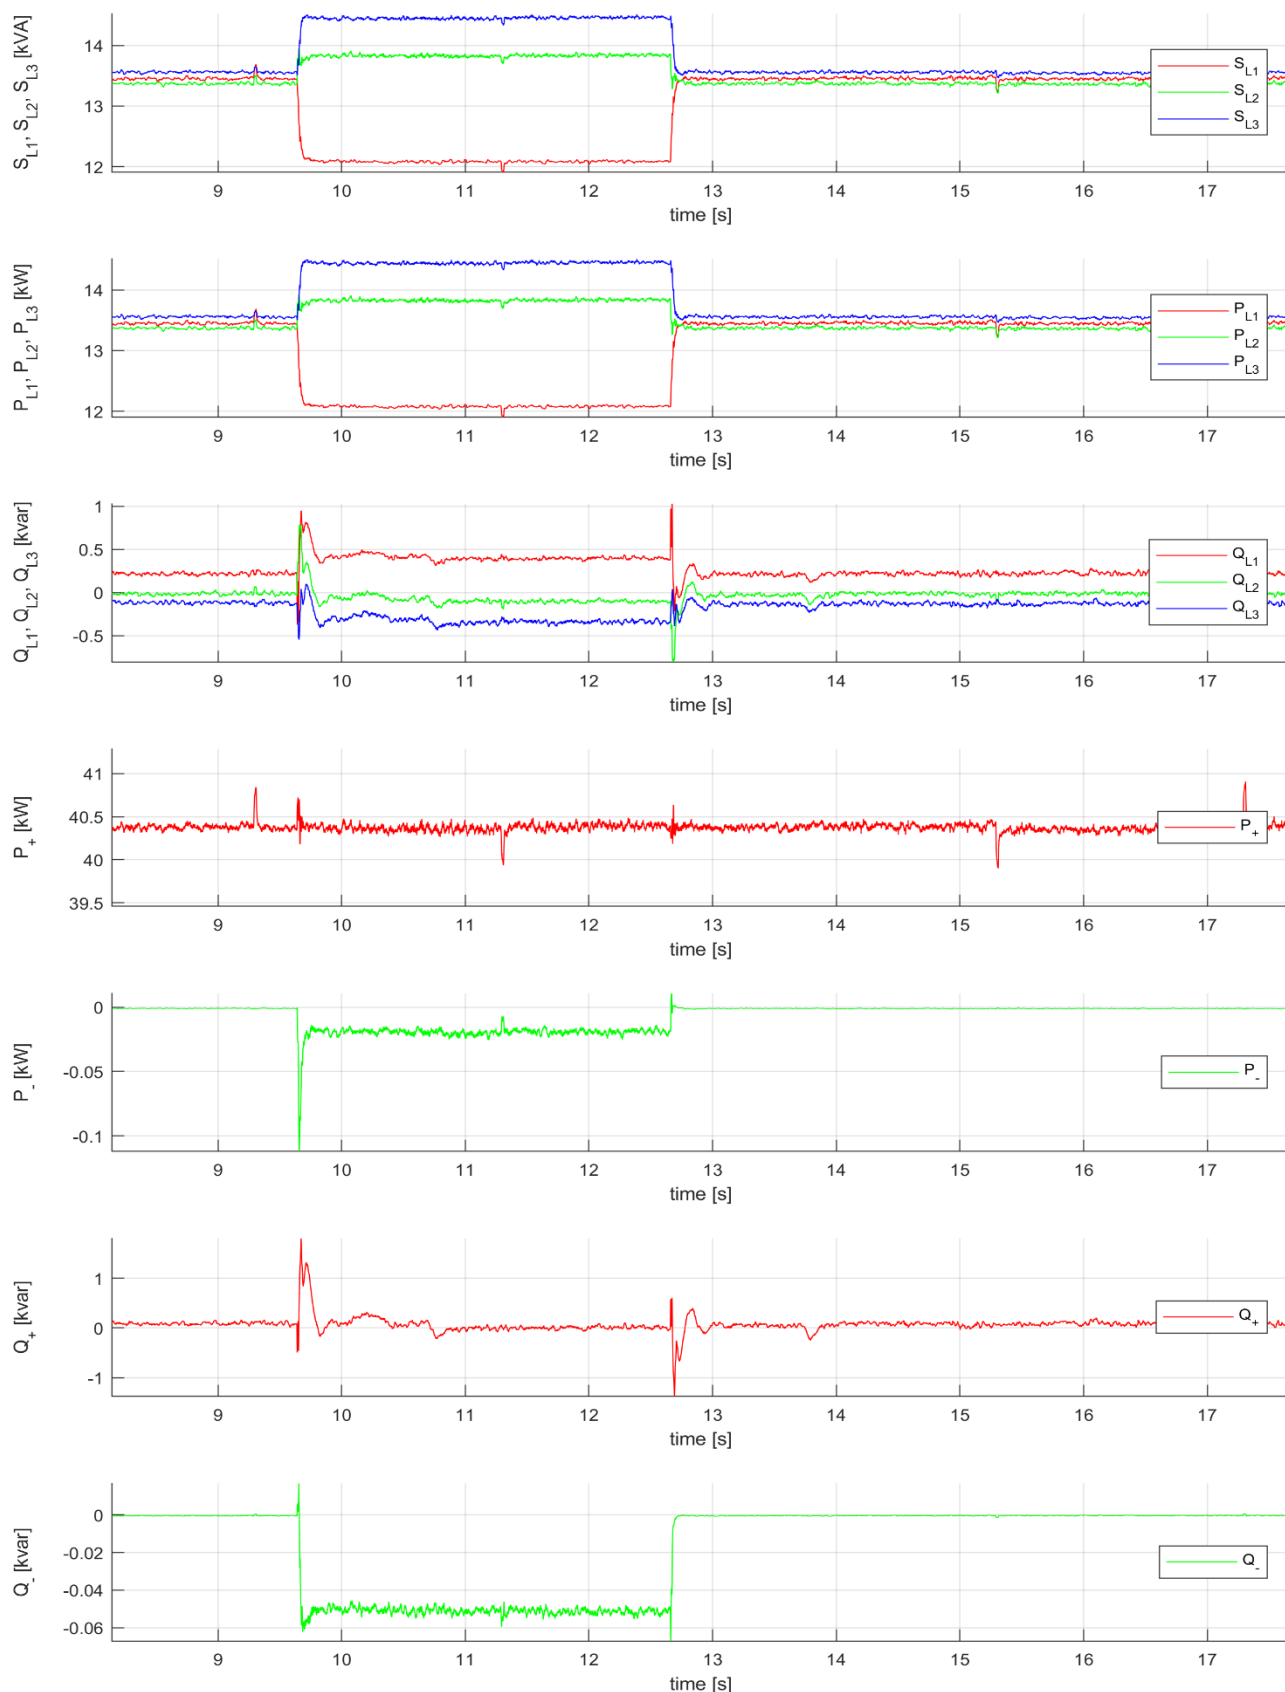 S_L1, S_L2, S_L3 [kVA]
14
13
12
S_L1
S_L2
S_L3
9 10 11 12 13 14 15 16 17
time [s]
P_L1, P_L2, P_L3 [kW]
14
13
12
P_L1
P_L2
P_L3
9 10 11 12 13 14 15 16 17
time [s]
Q_L1, Q_L2, Q_L3 [kvar]
1
0.5
0
-0.5
Q_L1
Q_L2
Q_L3
9 10 11 12 13 14 15 16 17
time [s]
P_+ [kW]
41
40.5
40
39.5
P_+
9 10 11 12 13 14 15 16 17
time [s]
P_- [kW]
0
-0.05
-0.1
P_-
9 10 11 12 13 14 15 16 17
time [s]
Q_+ [kvar]
1
0
-1
Q_+
9 10 11 12 13 14 15 16 17
time [s]
Q_- [kvar]
0
-0.02
-0.04
-0.06
Q_-
9 10 11 12 13 14 15 16 17
time [s]